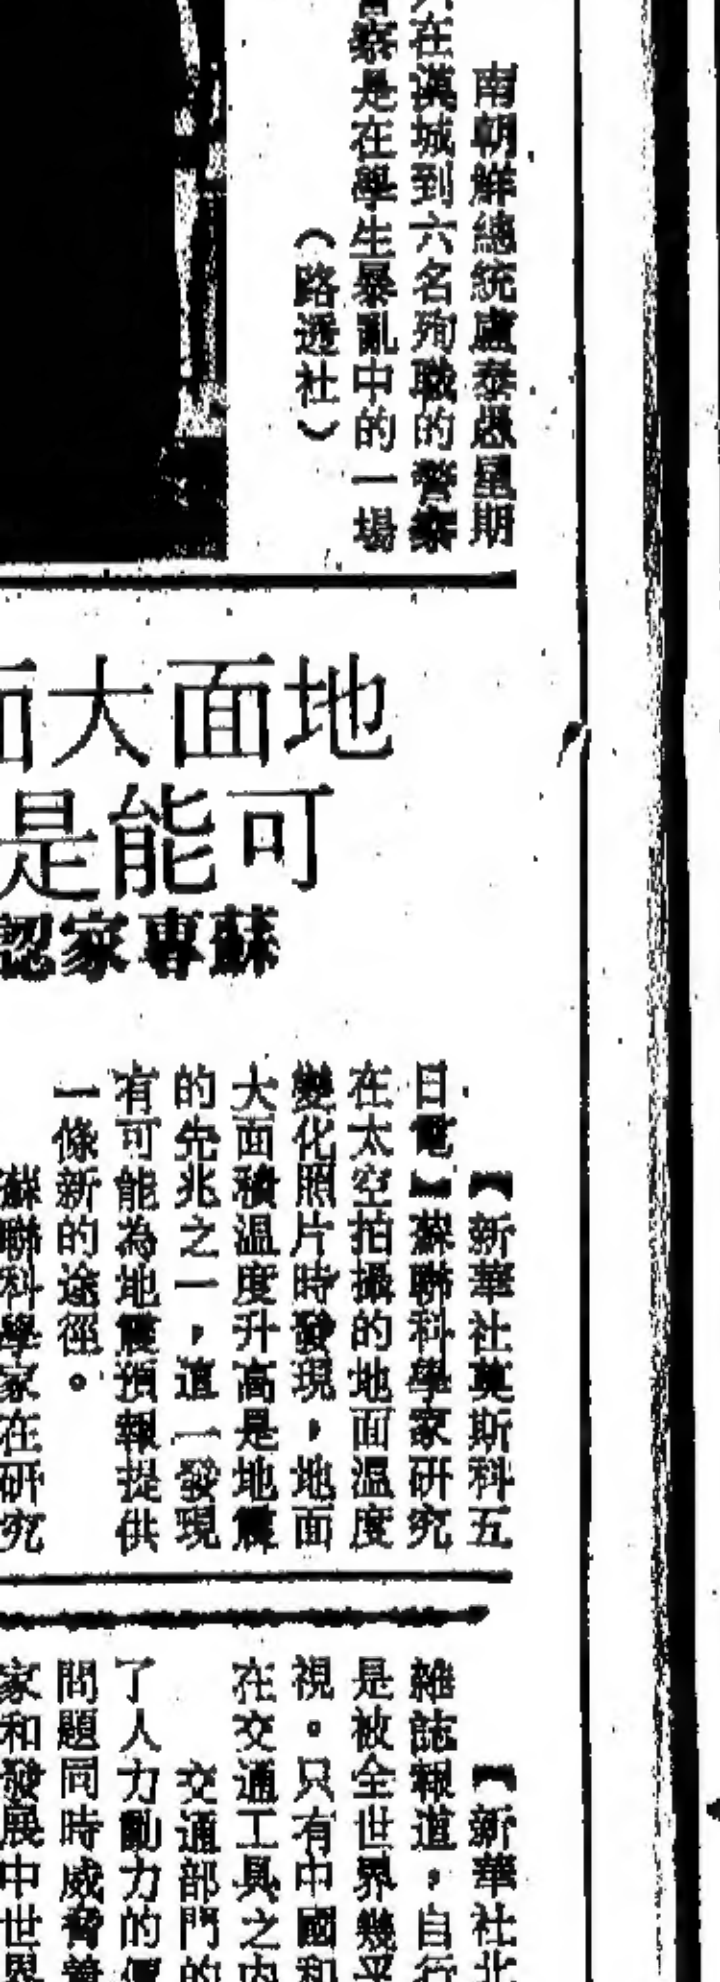 南朝鮮總統盧泰愚星期
在漢城到六名殉職的警察
察是在學生暴亂中的一場
（路透社）
地面大面
可能是
蘇專家認
【新華社莫斯科五
日電】蘇聯科學家研究
在太空拍攝的地面溫度
變化照片時發現，地面
大面積溫度升高是地震
的先兆之一，這一發現
有可能為地震預報提供
一條新的途徑。
蘇聯科學家在研究
【新華社北
雜誌報道，自行
是被全世界幾乎
視。只有中國和
在交通工具之內
交通部門的
了人力動力的價
問題同時威脅着
家和發展中世界